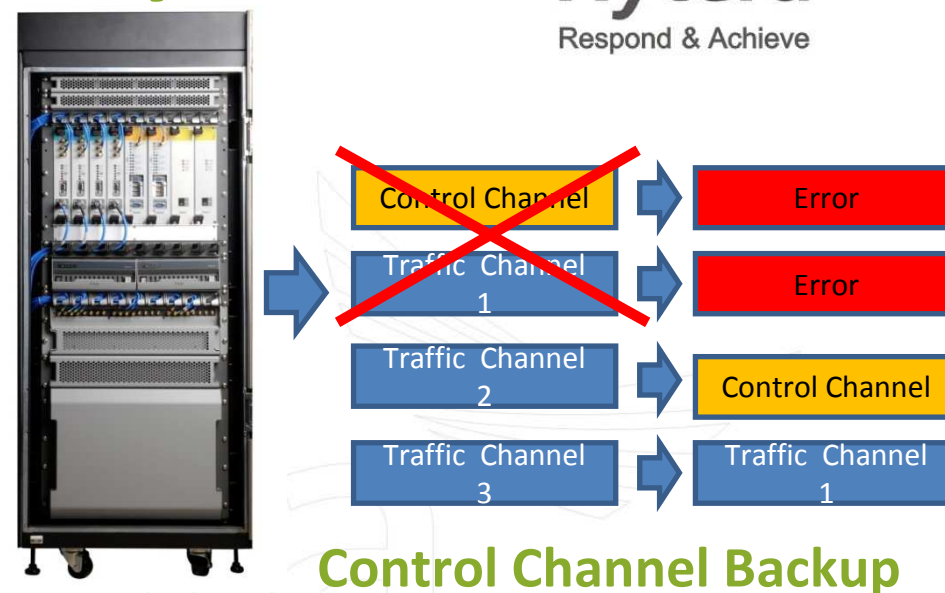 Respond & Achieve
Control Channel
Error
Traffic Channel
1
Error
Traffic Channel
2
Control Channel
Traffic Channel
3
Traffic Channel
1
Control Channel Backup